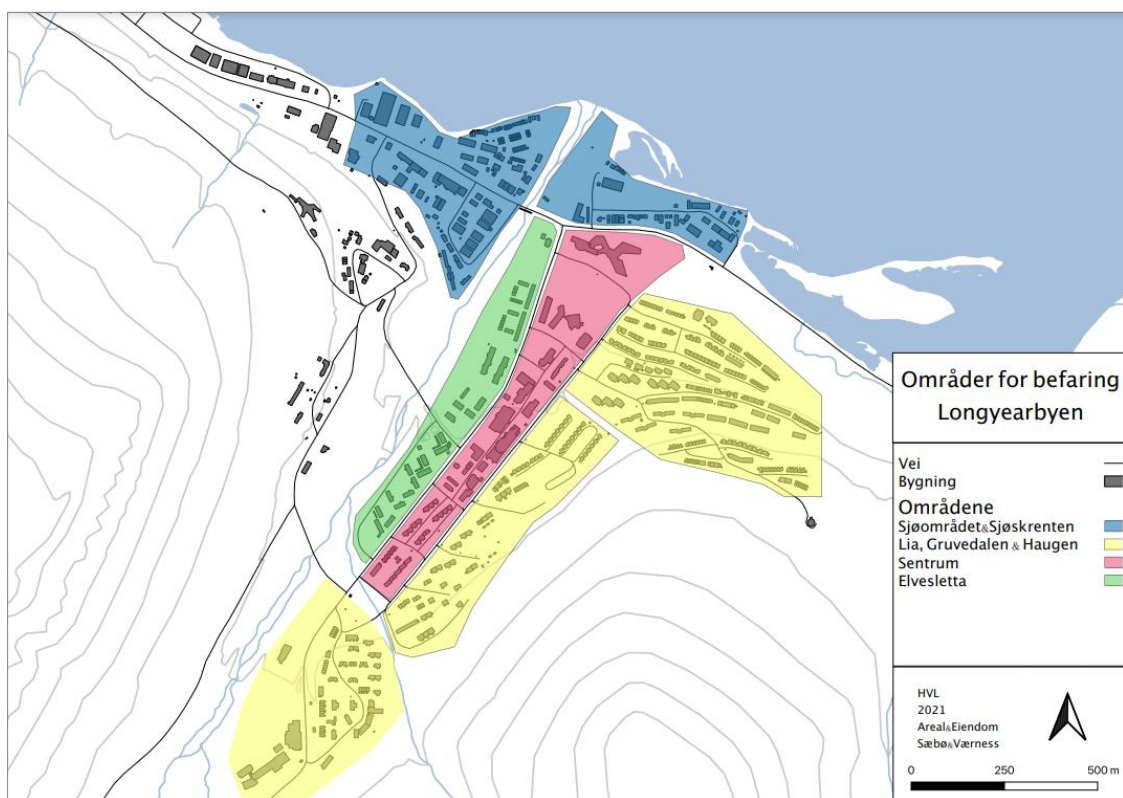 Områder for befaring
Longyearbyen
Vei
Bygning
Områdene
Sjøområdet&Sjøskrenten
Lia, Gruvedalen & Haugen
Sentrum
Elvesletta
HVL
2021
Areal&Eiendom
Sæbø&Værness
0 250 500 m